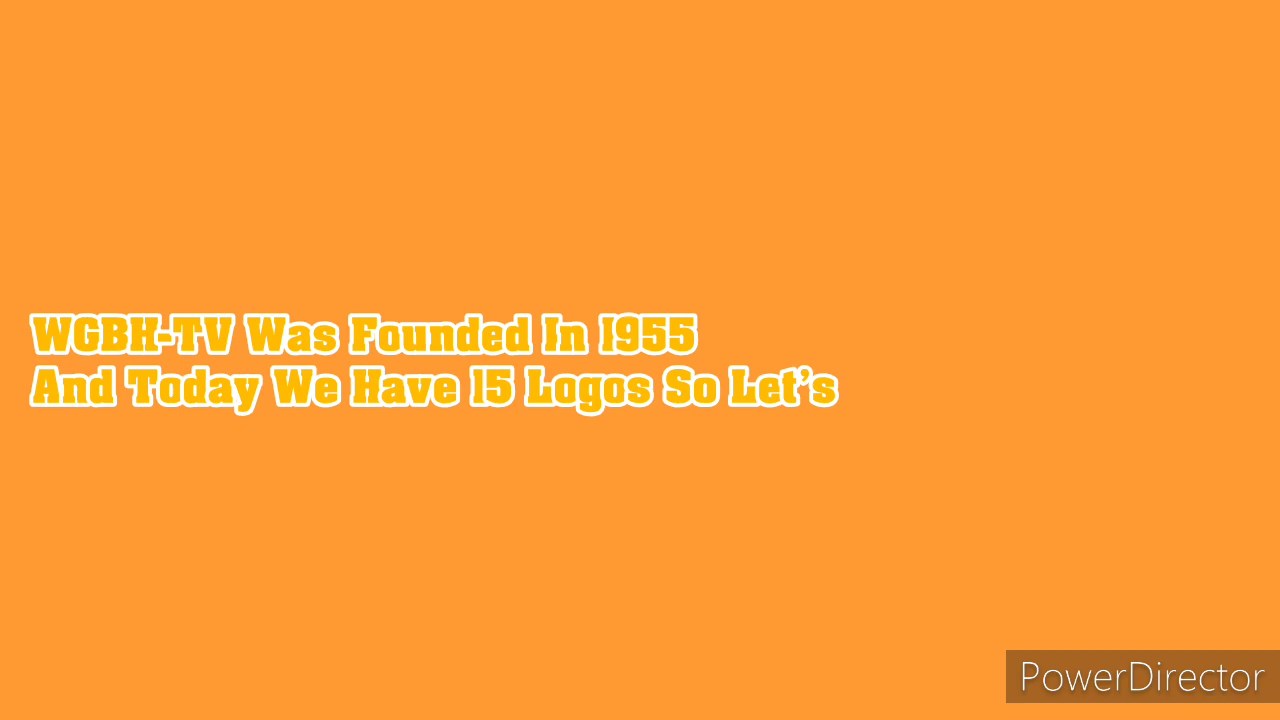 WGBH-TV Was Founded In 1955
And Today We Have 15 Logos So Let's
PowerDirector